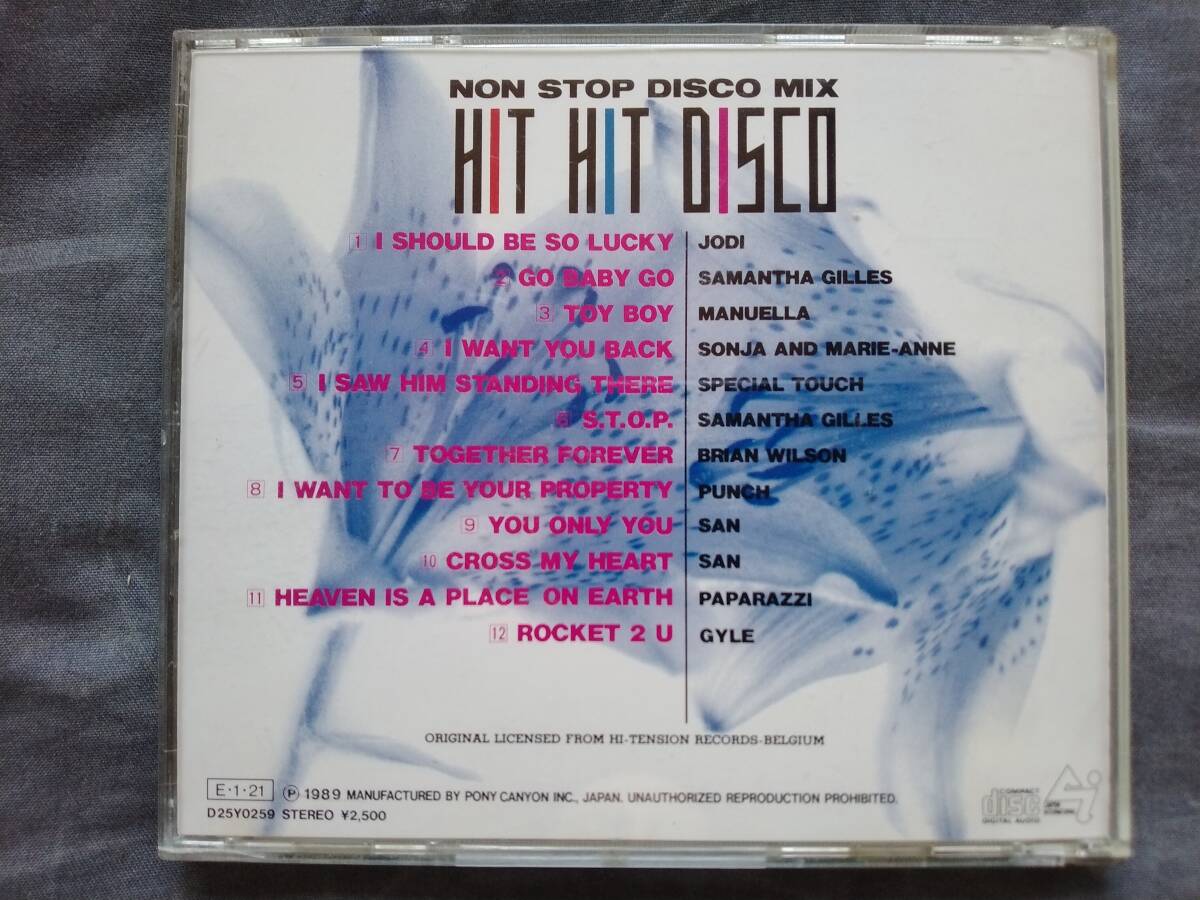 NON STOP DISCO MIX
HIT HIT DISCO
1 I SHOULD BE SO LUCKY JODI
2 GO BABY GO SAMANTHA GILLES
3 TOY BOY MANUELLA
4 I WANT YOU BACK SONJA AND MARIE-ANNE
5 I SAW HIM STANDING THERE SPECIAL TOUCH
6 S.T.O.P. SAMANTHA GILLES
7 TOGETHER FOREVER BRIAN WILSON
8 I WANT TO BE YOUR PROPERTY PUNCH
9 YOU ONLY YOU SAN
10 CROSS MY HEART SAN
11 HEAVEN IS A PLACE ON EARTH PAPARAZZI
12 ROCKET 2 U GYLE
ORIGINAL LICENSED FROM HI-TENSION RECORDS-BELGIUM
E·1·21 Ⓟ 1989 MANUFACTURED BY PONY CANYON INC., JAPAN. UNAUTHORIZED REPRODUCTION PROHIBITED.
D25Y0259 STEREO ¥2,500
COMPACT
disc
DIGITAL AUDIO